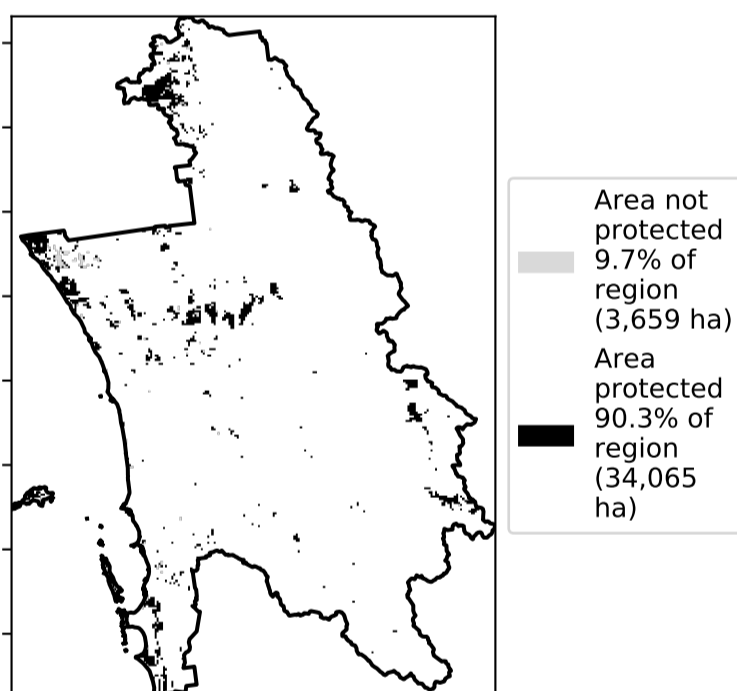 Area not
protected
9.7% of
region
(3,659 ha)
Area
protected
90.3% of
region
(34,065
ha)